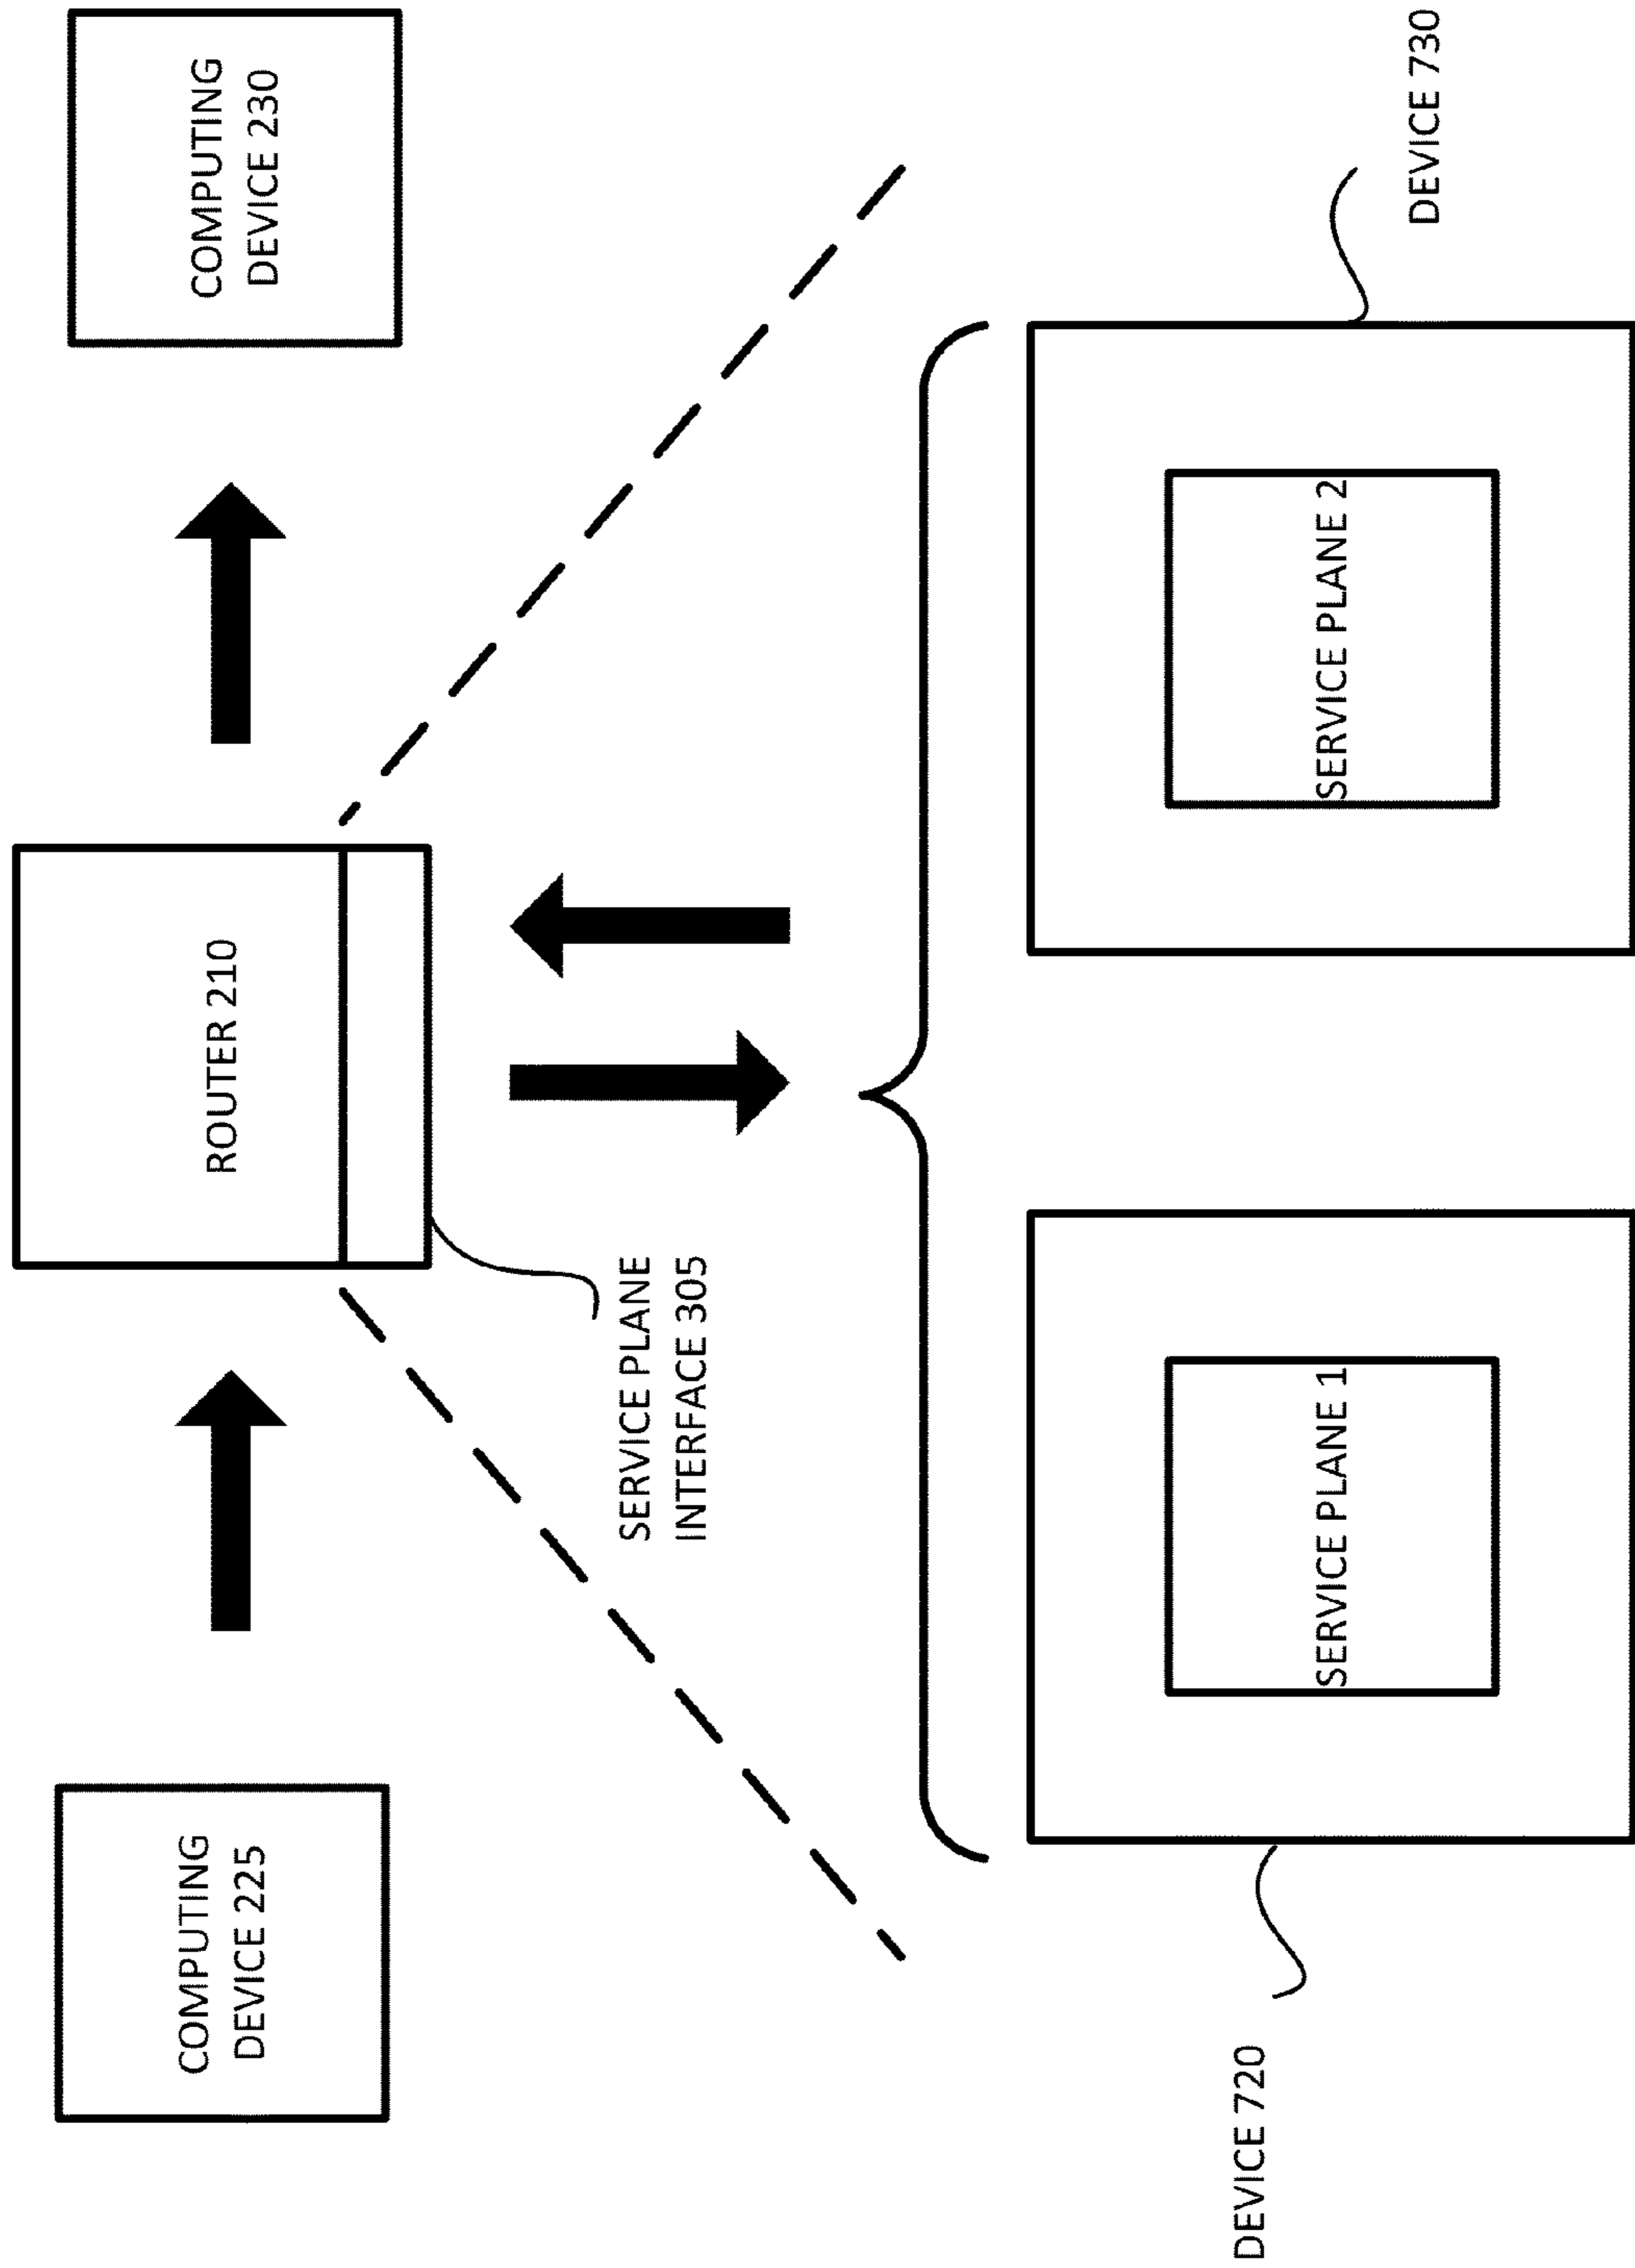 COMPUTING
DEVICE 225
ROUTER 210
COMPUTING
DEVICE 230
SERVICE PLANE
INTERFACE 305
DEVICE 720
SERVICE PLANE 1
SERVICE PLANE 2
DEVICE 730